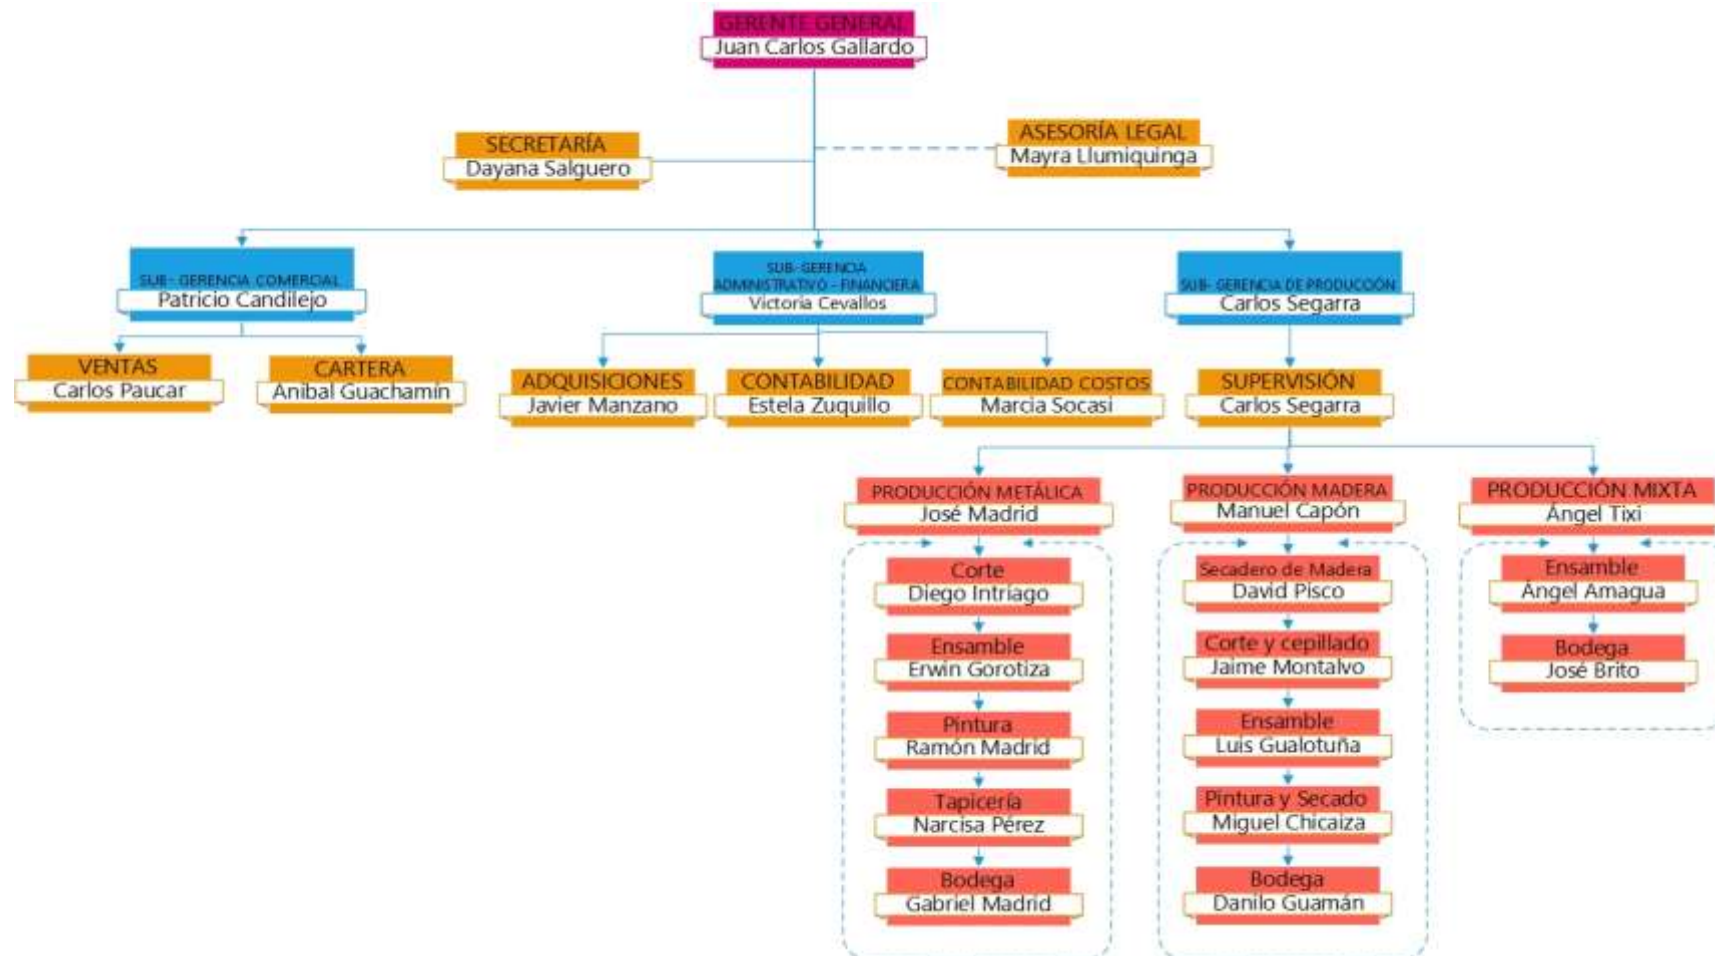 GERENTE GENERAL
Juan Carlos Gallardo
SECRETARÍA
Dayana Salguero
ASESORÍA LEGAL
Mayra Llumiquinga
SUB- GERENCIA COMERCIAL
Patricio Candilejo
SUB- GERENCIA
ADMINISTRATIVO - FINANCIERA
Victoria Cevallos
SUB- GERENCIA DE PRODUCCIÓN
Carlos Segarra
VENTAS
Carlos Paucar
CARTERA
Aníbal Guachamín
ADQUISICIONES
Javier Manzano
CONTABILIDAD
Estela Zuquillo
CONTABILIDAD COSTOS
Marcia Socasi
SUPERVISIÓN
Carlos Segarra
PRODUCCIÓN METÁLICA
José Madrid
Corte
Diego Intriago
Ensamble
Erwin Gorotiza
Pintura
Ramón Madrid
Tapicería
Narcisa Pérez
Bodega
Gabriel Madrid
PRODUCCIÓN MADERA
Manuel Capón
Secadero de Madera
David Pisco
Corte y cepillado
Jaime Montalvo
Ensamble
Luis Gualotuña
Pintura y Secado
Miguel Chicaiza
Bodega
Danilo Guamán
PRODUCCIÓN MIXTA
Ángel Tixi
Ensamble
Ángel Amagua
Bodega
José Brito